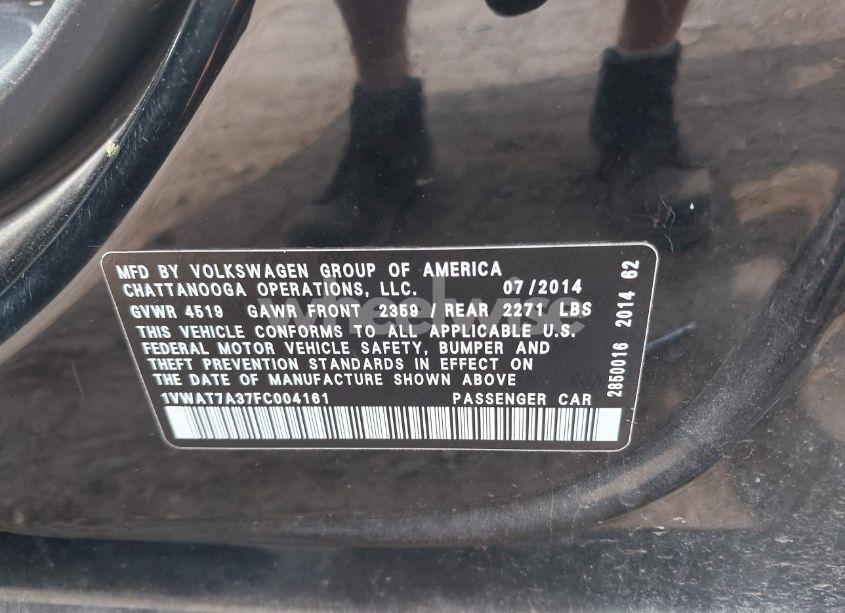 MFD BY VOLKSWAGEN GROUP OF AMERICA
CHATTANOOGA OPERATIONS, LLC. 07/2014
GVWR 4519 GAWR FRONT 2359 / REAR 2271 LBS
THIS VEHICLE CONFORMS TO ALL APPLICABLE U.S.
FEDERAL MOTOR VEHICLE SAFETY, BUMPER AND
THEFT PREVENTION STANDARDS IN EFFECT ON
THE DATE OF MANUFACTURE SHOWN ABOVE
1VWAT7A37FC004161 PASSENGER CAR
2850016 2014 62
wheelwise